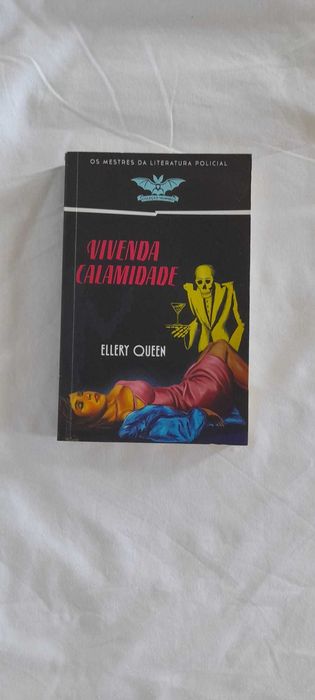 OS MESTRES DA LITERATURA POLICIAL
VIVENDA
CALAMIDADE
ELLERY QUEEN